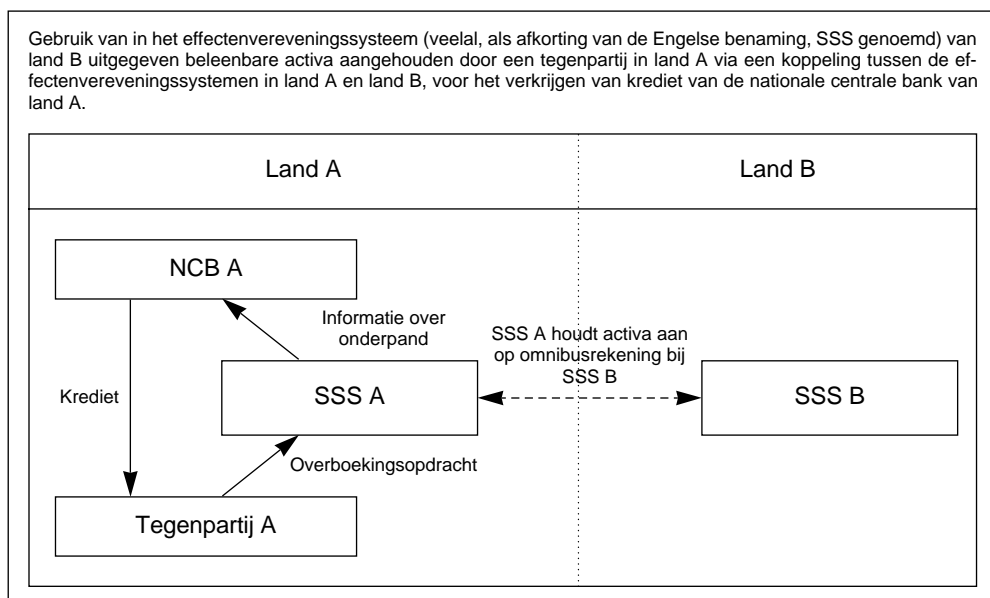 Gebruik van in het effectenvereveningssysteem (veelal, als afkorting van de Engelse benaming, SSS genoemd) van
land B uitgegeven beleenbare activa aangehouden door een tegenpartij in land A via een koppeling tussen de ef-
fectenvereveningssystemen in land A en land B, voor het verkrijgen van krediet van de nationale centrale bank van
land A.
Land A
Land B
NCB A
Informatie over
onderpand
SSS A houdt activa aan
op omnibusrekening bij
SSS B
Krediet
SSS A
SSS B
Overboekingsopdracht
Tegenpartij A